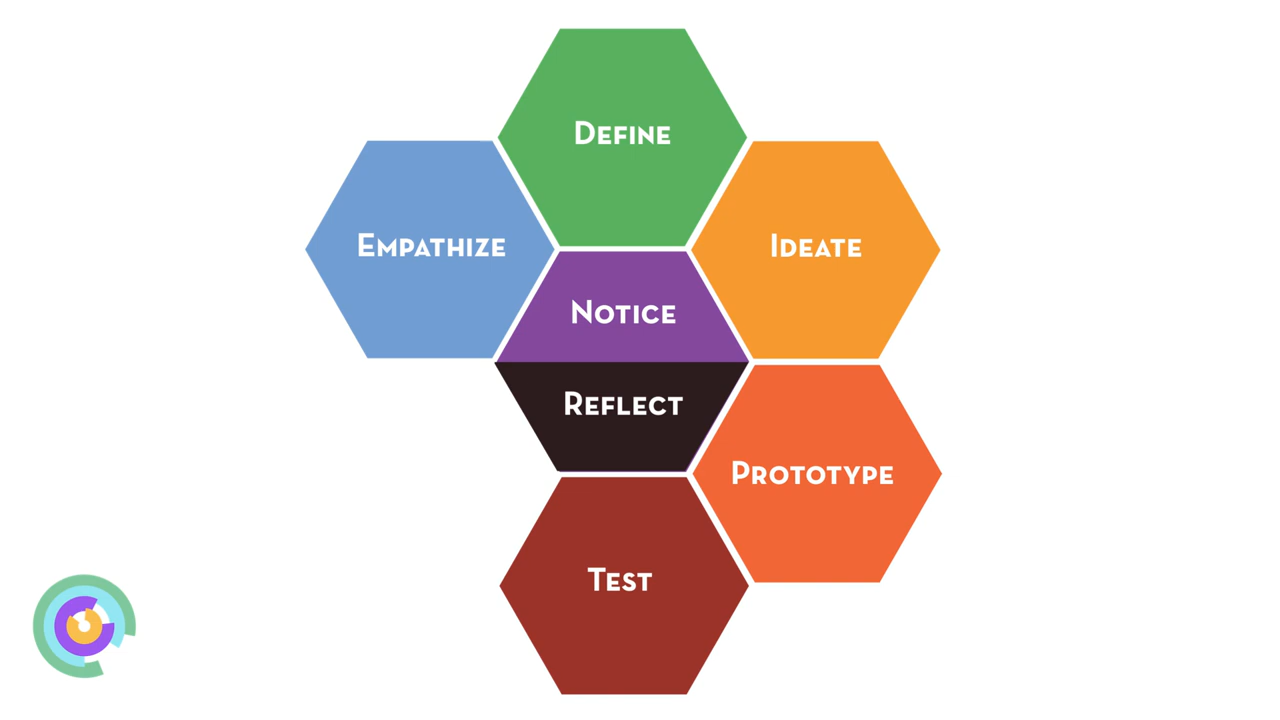 Define
Empathize
Ideate
Notice
Reflect
Prototype
Test